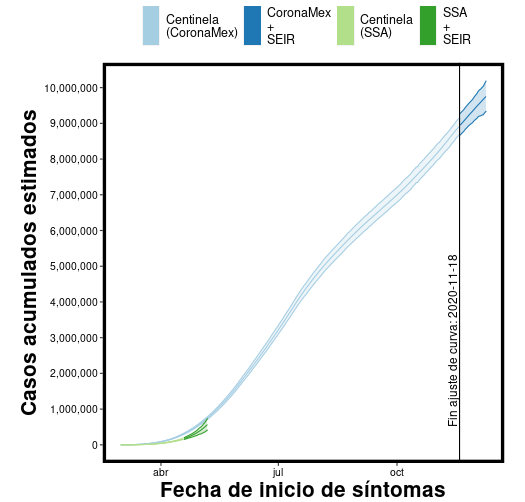 Centinela
(CoronaMex)
CoronaMex
+
SEIR
Centinela
(SSA)
SSA
+
SEIR
Casos acumulados estimados
10,000,000
9,000,000
8,000,000
7,000,000
6,000,000
5,000,000
4,000,000
3,000,000
2,000,000
1,000,000
0
Fin ajuste de curva: 2020-11-18
abr
jul
oct
Fecha de inicio de síntomas